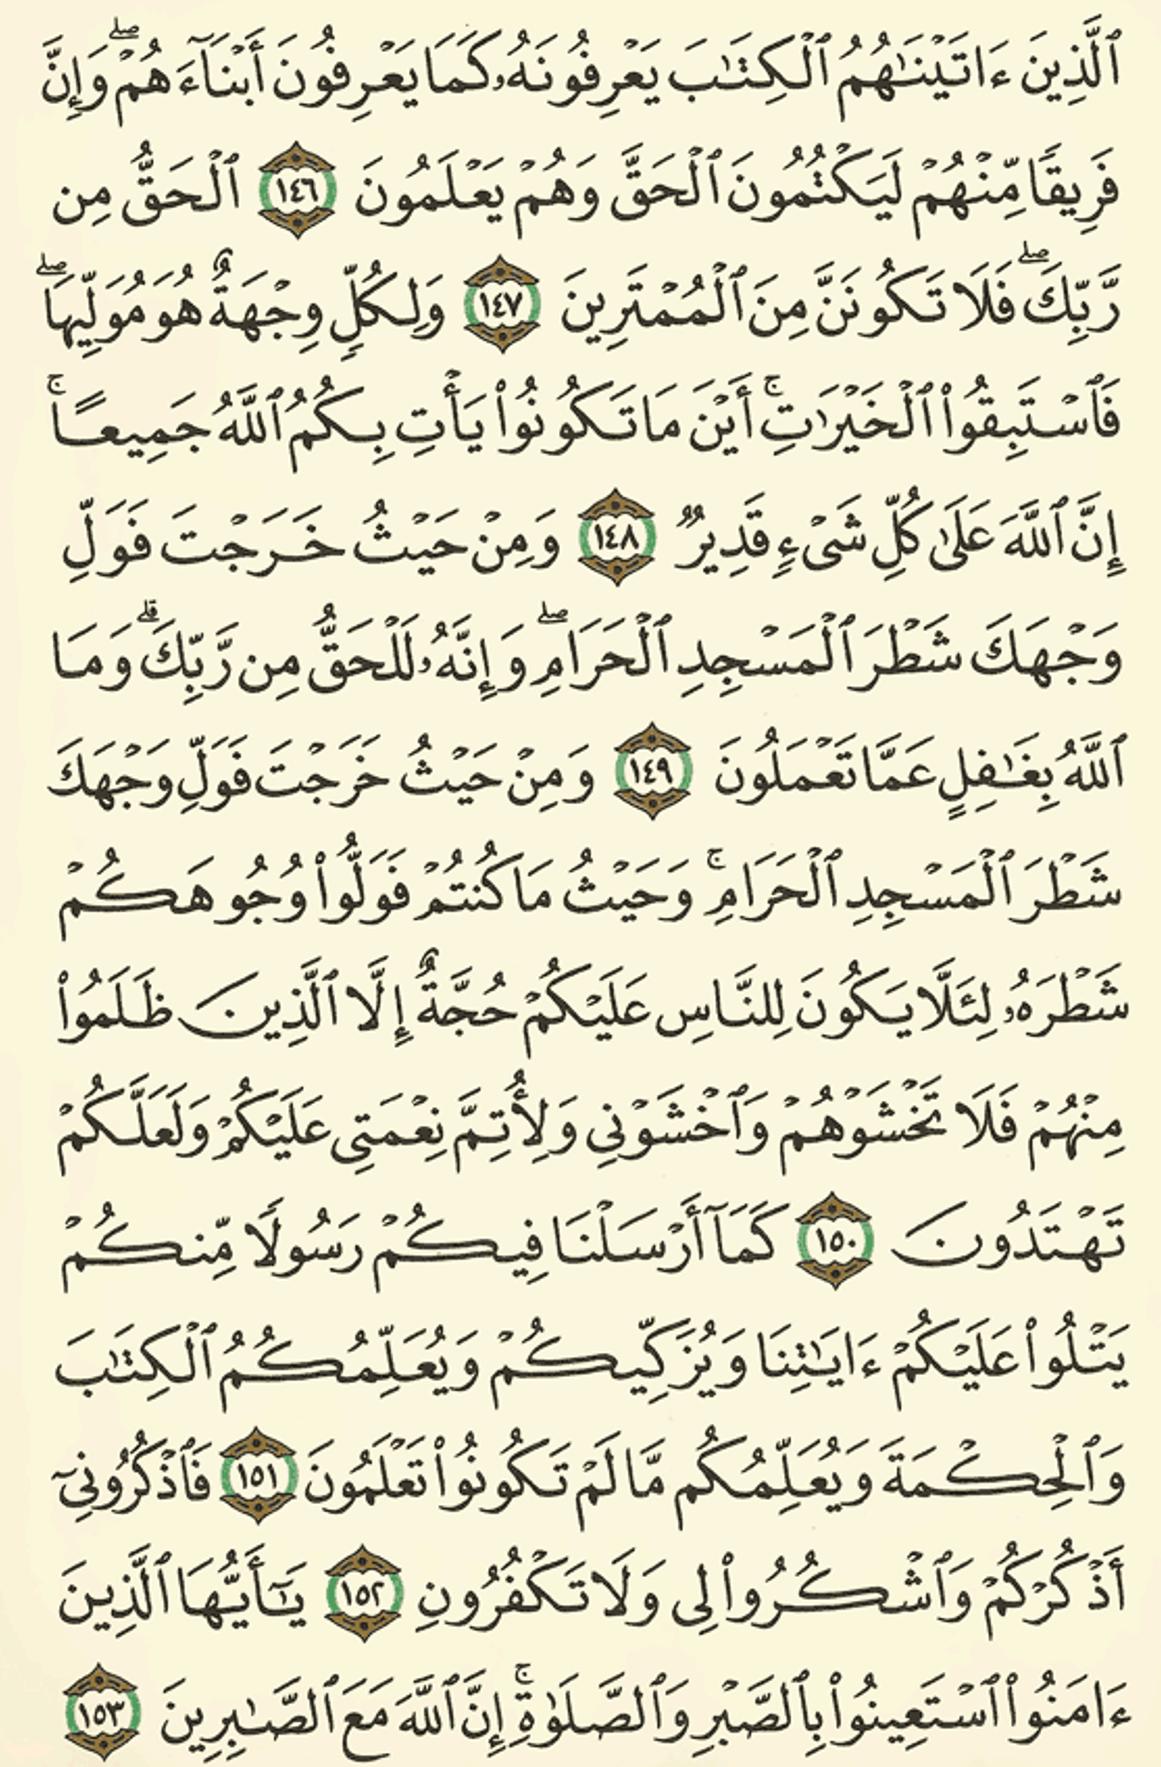 ٱلَّذِينَ ءَاتَيْنَـٰهُمُ ٱلْكِتَـٰبَ يَعْرِفُونَهُۥ كَمَا يَعْرِفُونَ أَبْنَآءَهُمْ ۖ وَإِنَّ
فَرِيقًا مِّنْهُمْ لَيَكْتُمُونَ ٱلْحَقَّ وَهُمْ يَعْلَمُونَ ١٤٦ ٱلْحَقُّ مِن
رَّبِّكَ ۖ فَلَا تَكُونَنَّ مِنَ ٱلْمُمْتَرِينَ ١٤٧ وَلِكُلٍّ وِجْهَةٌ هُوَ مُوَلِّيهَا ۖ
فَٱسْتَبِقُوا۟ ٱلْخَيْرَٰتِ ۚ أَيْنَ مَا تَكُونُوا۟ يَأْتِ بِكُمُ ٱللَّهُ جَمِيعًا ۚ
إِنَّ ٱللَّهَ عَلَىٰ كُلِّ شَىْءٍ قَدِيرٌ ١٤٨ وَمِنْ حَيْثُ خَرَجْتَ فَوَلِّ
وَجْهَكَ شَطْرَ ٱلْمَسْجِدِ ٱلْحَرَامِ ۖ وَإِنَّهُۥ لَلْحَقُّ مِن رَّبِّكَ ۗ وَمَا
ٱللَّهُ بِغَـٰفِلٍ عَمَّا تَعْمَلُونَ ١٤٩ وَمِنْ حَيْثُ خَرَجْتَ فَوَلِّ وَجْهَكَ
شَطْرَ ٱلْمَسْجِدِ ٱلْحَرَامِ ۚ وَحَيْثُ مَا كُنتُمْ فَوَلُّوا۟ وُجُوهَكُمْ
شَطْرَهُۥ لِئَلَّا يَكُونَ لِلنَّاسِ عَلَيْكُمْ حُجَّةٌ إِلَّا ٱلَّذِينَ ظَلَمُوا۟
مِنْهُمْ فَلَا تَخْشَوْهُمْ وَٱخْشَوْنِى وَلِأُتِمَّ نِعْمَتِى عَلَيْكُمْ وَلَعَلَّكُمْ
تَهْتَدُونَ ١٥٠ كَمَآ أَرْسَلْنَا فِيكُمْ رَسُولًا مِّنكُمْ
يَتْلُوا۟ عَلَيْكُمْ ءَايَـٰتِنَا وَيُزَكِّيكُمْ وَيُعَلِّمُكُمُ ٱلْكِتَـٰبَ
وَٱلْحِكْمَةَ وَيُعَلِّمُكُم مَّا لَمْ تَكُونُوا۟ تَعْلَمُونَ ١٥١ فَٱذْكُرُونِىٓ
أَذْكُرْكُمْ وَٱشْكُرُوا۟ لِى وَلَا تَكْفُرُونِ ١٥٢ يَـٰٓأَيُّهَا ٱلَّذِينَ
ءَامَنُوا۟ ٱسْتَعِينُوا۟ بِٱلصَّبْرِ وَٱلصَّلَوٰةِ ۚ إِنَّ ٱللَّهَ مَعَ ٱلصَّـٰبِرِينَ ١٥٣